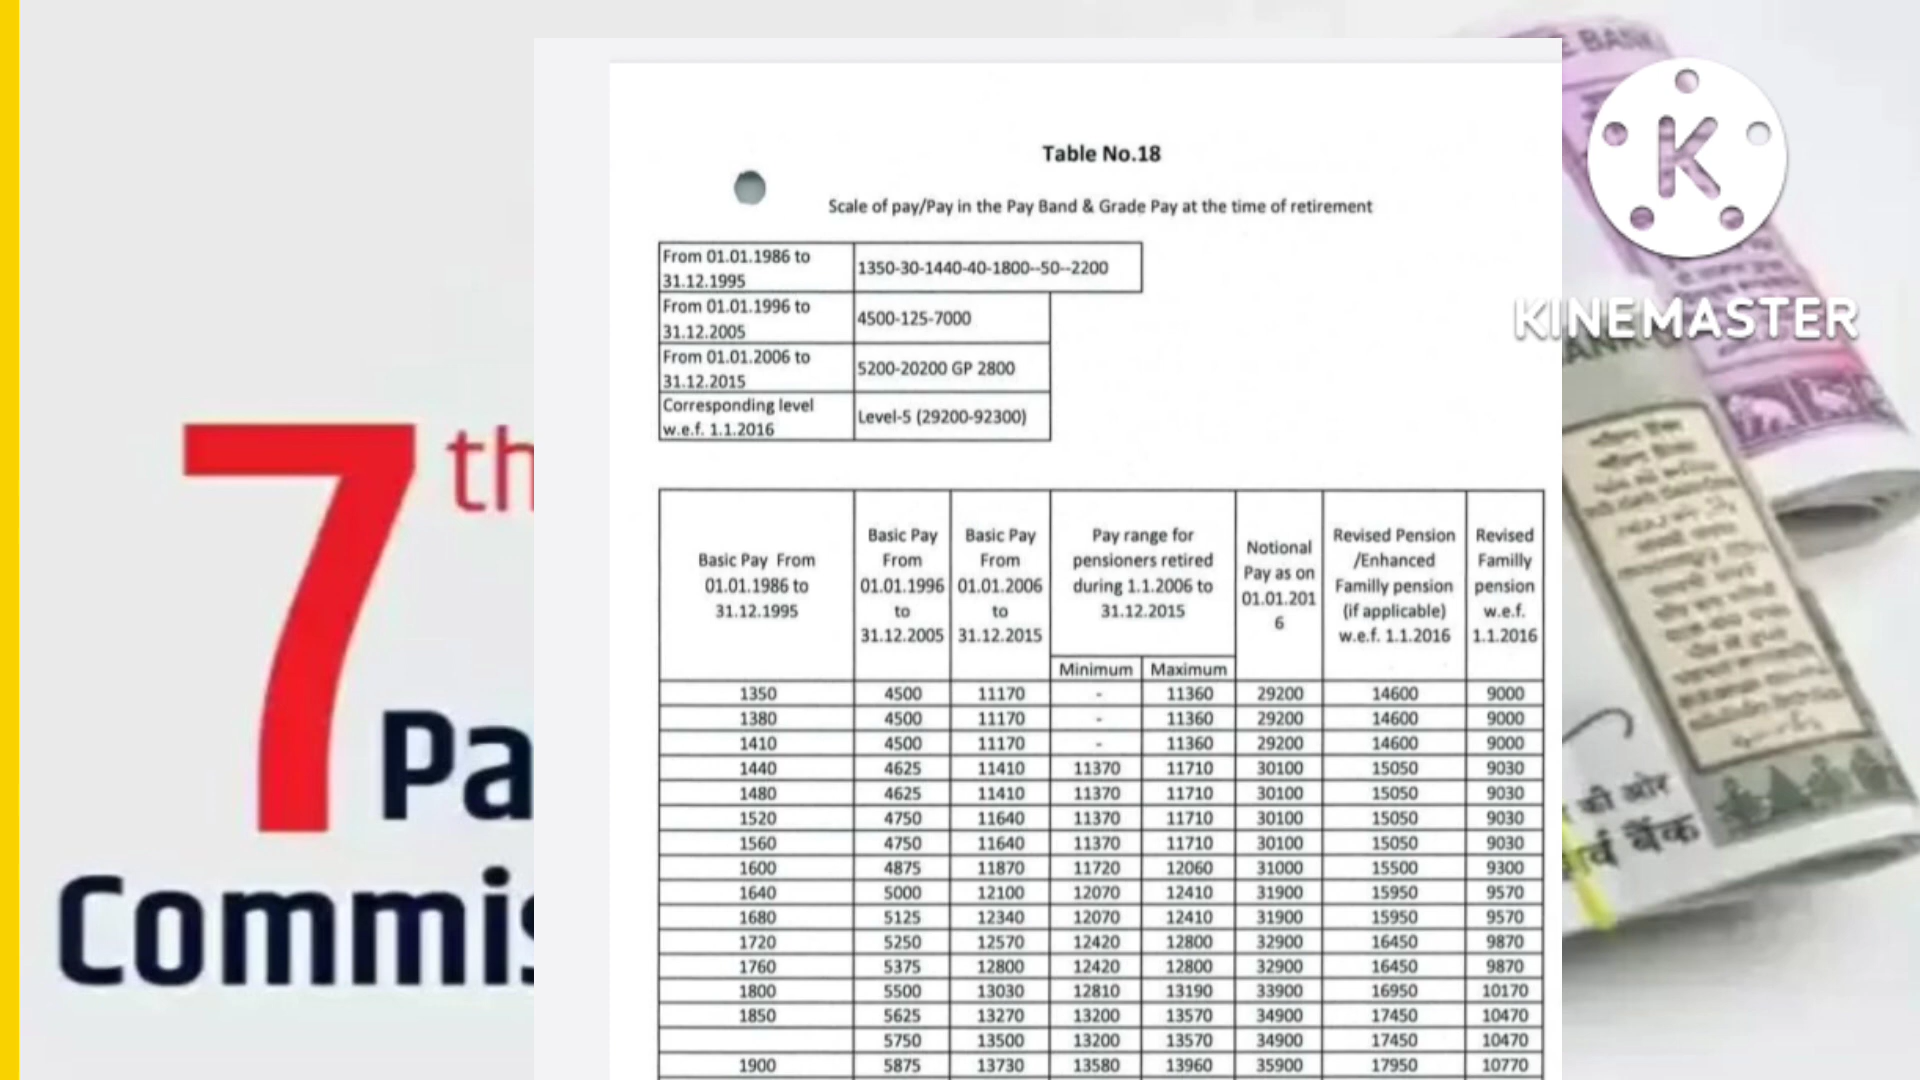 7th
Pa
Commis
Table No.18
Scale of pay/Pay in the Pay Band & Grade Pay at the time of retirement
From 01.01.1986 to 31.12.1995 1350-30-1440-40-1800--50--2200
From 01.01.1996 to 31.12.2005 4500-125-7000
From 01.01.2006 to 31.12.2015 5200-20200 GP 2800
Corresponding level w.e.f. 1.1.2016 Level-5 (29200-92300)
Basic Pay From 01.01.1986 to 31.12.1995
Basic Pay From 01.01.1996 to 31.12.2005
Basic Pay From 01.01.2006 to 31.12.2015
Pay range for pensioners retired during 1.1.2006 to 31.12.2015
Minimum Maximum
Notional Pay as on 01.01.2016
Revised Pension /Enhanced Familly pension (if applicable) w.e.f. 1.1.2016
Revised Familly pension w.e.f. 1.1.2016
1350 4500 11170 - 11360 29200 14600 9000
1380 4500 11170 - 11360 29200 14600 9000
1410 4500 11170 - 11360 29200 14600 9000
1440 4625 11410 11370 11710 30100 15050 9030
1480 4625 11410 11370 11710 30100 15050 9030
1520 4750 11640 11370 11710 30100 15050 9030
1560 4750 11640 11370 11710 30100 15050 9030
1600 4875 11870 11720 12060 31000 15500 9300
1640 5000 12100 12070 12410 31900 15950 9570
1680 5125 12340 12070 12410 31900 15950 9570
1720 5250 12570 12420 12800 32900 16450 9870
1760 5375 12800 12420 12800 32900 16450 9870
1800 5500 13030 12810 13190 33900 16950 10170
1850 5625 13270 13200 13570 34900 17450 10470
5750 13500 13200 13570 34900 17450 10470
1900 5875 13730 13580 13960 35900 17950 10770
K
KINEMASTER
BANK
की ओर
बैंक